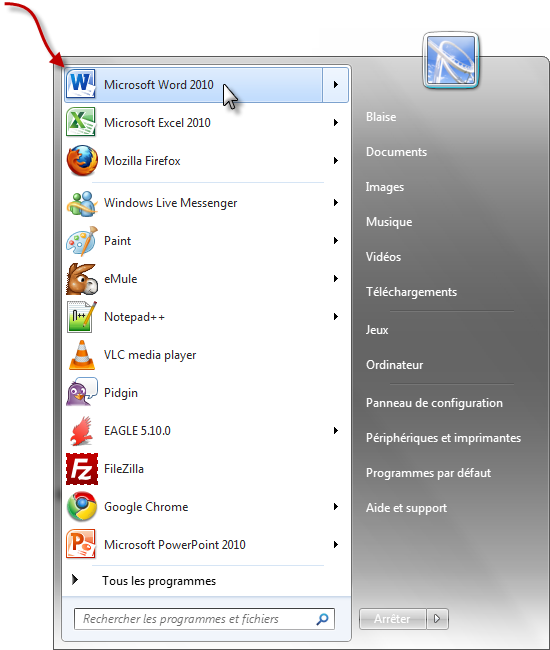 Microsoft Word 2010
Microsoft Excel 2010
Mozilla Firefox
Windows Live Messenger
Paint
eMule
Notepad++
VLC media player
Pidgin
EAGLE 5.10.0
FileZilla
Google Chrome
Microsoft PowerPoint 2010
Tous les programmes
Rechercher les programmes et fichiers
Blaise
Documents
Images
Musique
Vidéos
Téléchargements
Jeux
Ordinateur
Panneau de configuration
Périphériques et imprimantes
Programmes par défaut
Aide et support
Arrêter